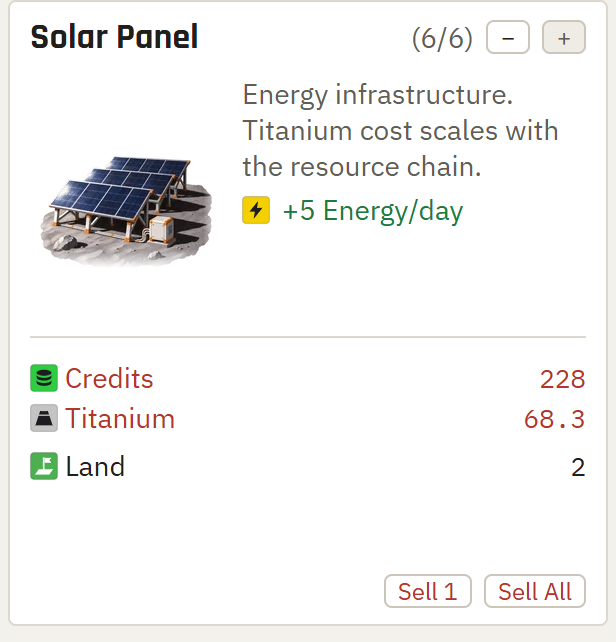 Solar Panel (6/6) − +
Energy infrastructure.
Titanium cost scales with
the resource chain.
+5 Energy/day
Credits 228
Titanium 68.3
Land 2
Sell 1 Sell All